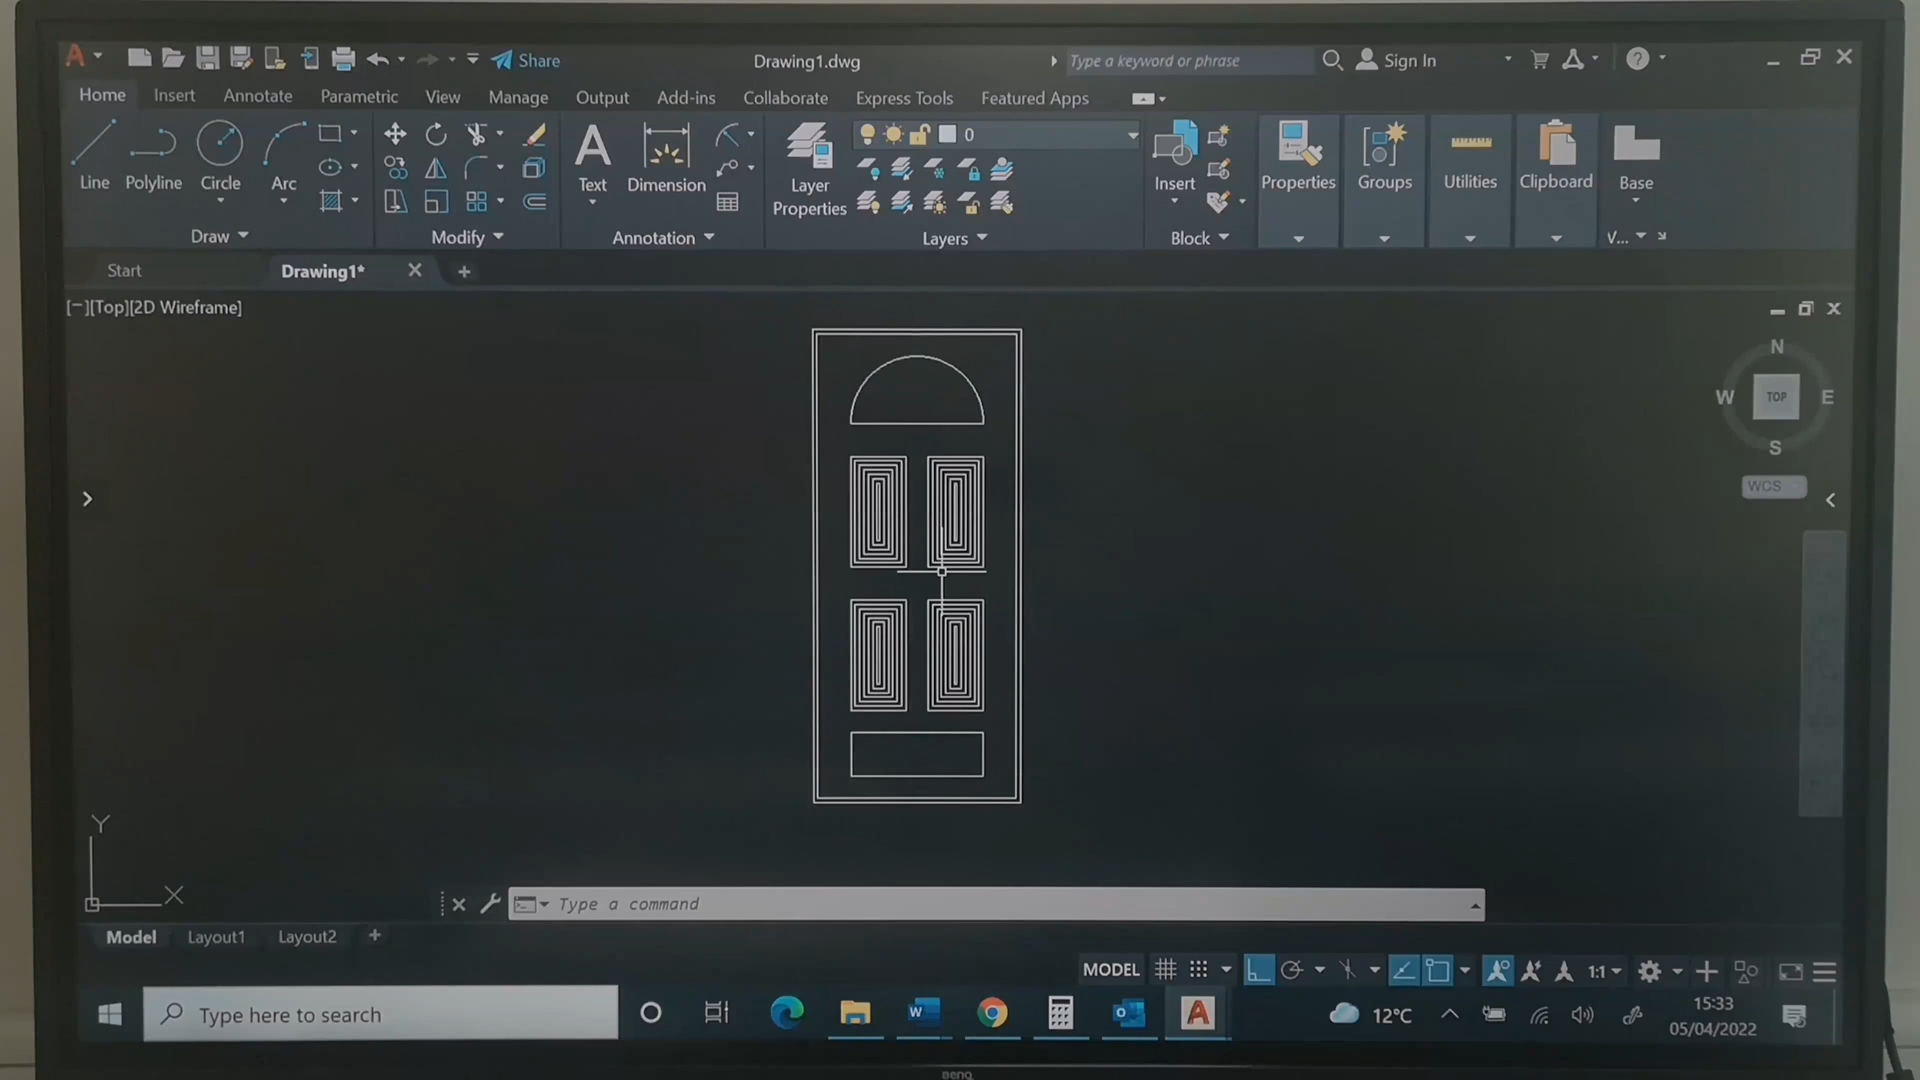 Share
Drawing1.dwg
Type a keyword or phrase
Sign In
Home Insert Annotate Parametric View Manage Output Add-ins Collaborate Express Tools Featured Apps
Line Polyline Circle Arc
Text Dimension
Layer Properties
0
Insert
Properties Groups Utilities Clipboard Base
Draw Modify Annotation Layers Block V...
Start Drawing1* 
[−][Top][2D Wireframe]
N
W TOP E
S
WCS
Y
X
Type a command
Model Layout1 Layout2
MODEL 1:1
Type here to search
12°C
15:33
05/04/2022
BenQ